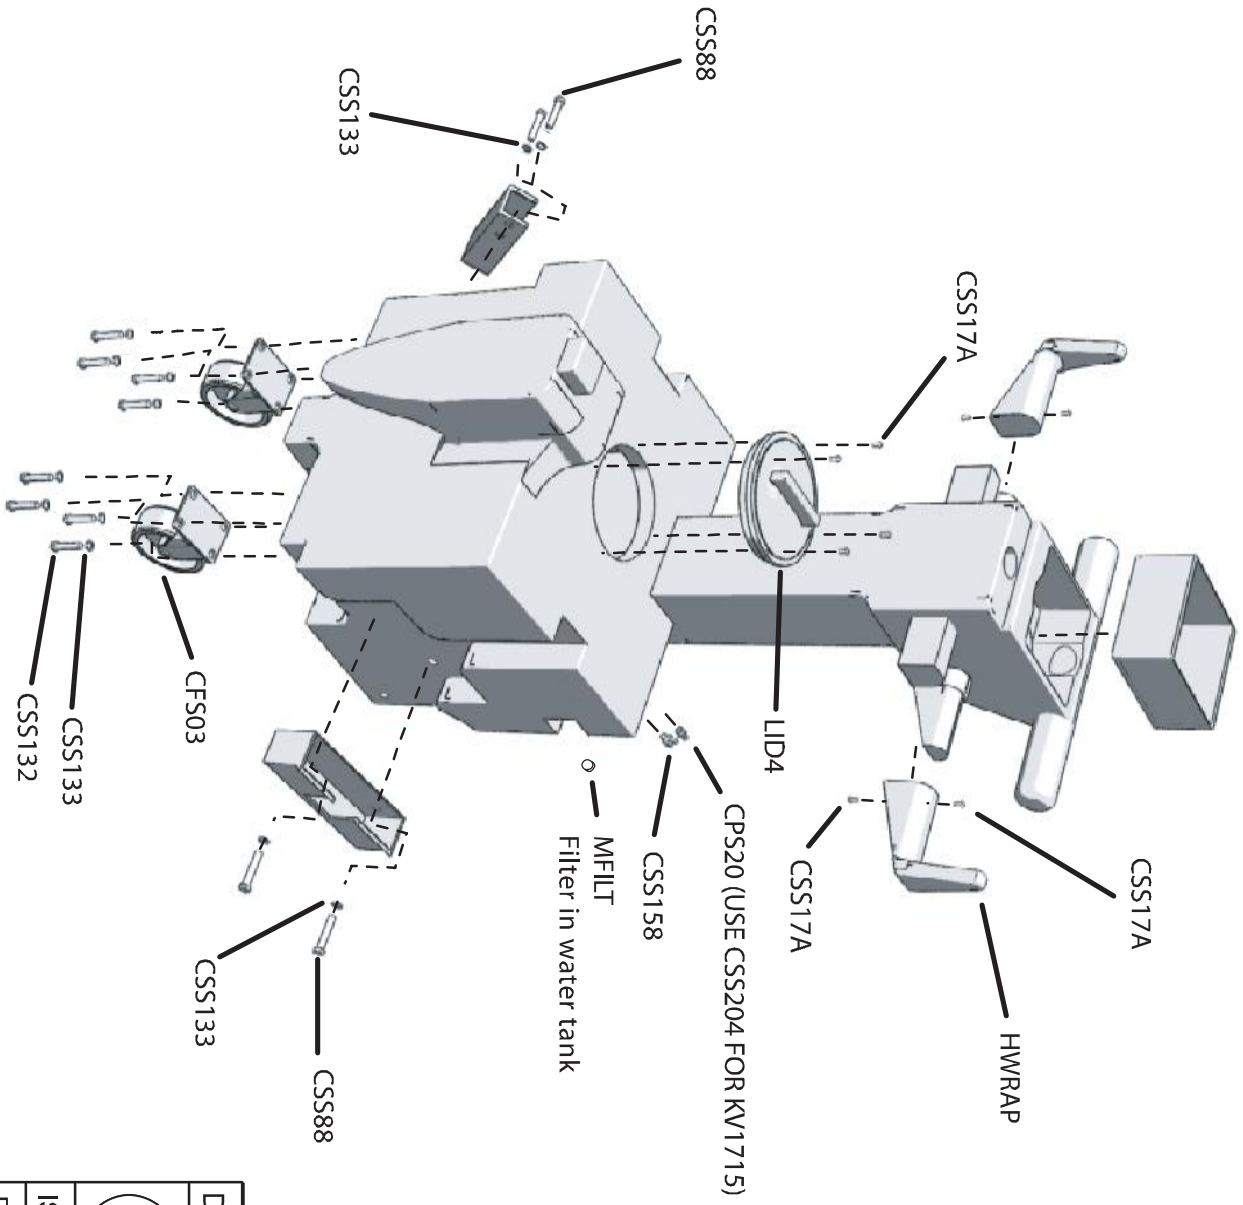 CSS88
CSS133
CSS17A
CSS17A
CSS17A
HWRAP
LID4
CPS20 (USE CSS204 FOR KV1715)
CSS158
MFILT
Filter in water tank
CFS03
CSS133
CSS132
CSS133
CSS88